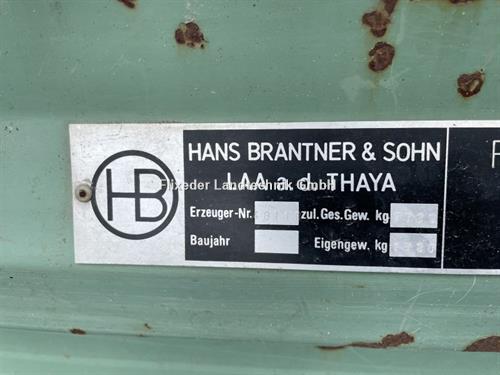 HB
HANS BRANTNER & SOHN
LAA a.d. THAYA
Flixeder Landtechnik GmbH
Erzeuger-Nr. zul.Ges.Gew. kg
Baujahr Eigengew. kg